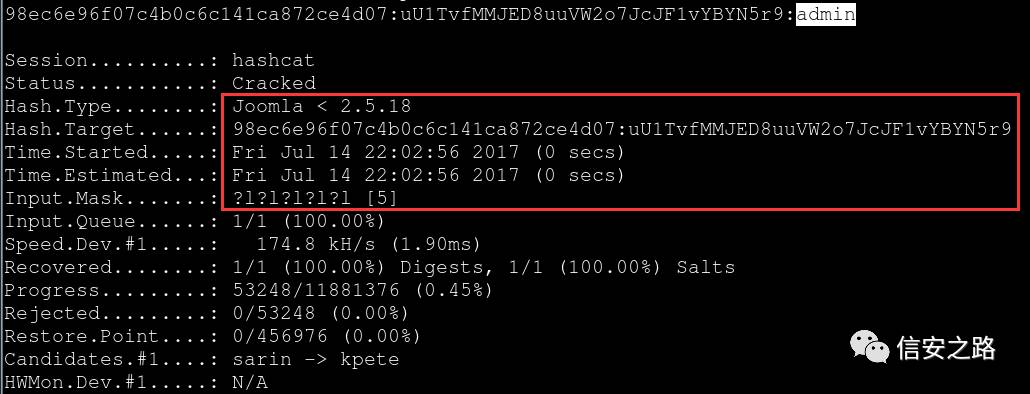 98ec6e96f07c4b0c6c141ca872ce4d07:uU1TvfMMJED8uuVW2o7JcJF1vYBYN5r9:admin
Session..........: hashcat
Status...........: Cracked
Hash.Type........: Joomla < 2.5.18
Hash.Target......: 98ec6e96f07c4b0c6c141ca872ce4d07:uU1TvfMMJED8uuVW2o7JcJF1vYBYN5r9
Time.Started.....: Fri Jul 14 22:02:56 2017 (0 secs)
Time.Estimated...: Fri Jul 14 22:02:56 2017 (0 secs)
Input.Mask.......: ?l?l?l?l?l [5]
Input.Queue......: 1/1 (100.00%)
Speed.Dev.#1.....:   174.8 kH/s (1.90ms)
Recovered........: 1/1 (100.00%) Digests, 1/1 (100.00%) Salts
Progress.........: 53248/11881376 (0.45%)
Rejected.........: 0/53248 (0.00%)
Restore.Point....: 0/456976 (0.00%)
Candidates.#1....: sarin -> kpete
HWMon.Dev.#1.....: N/A
信安之路